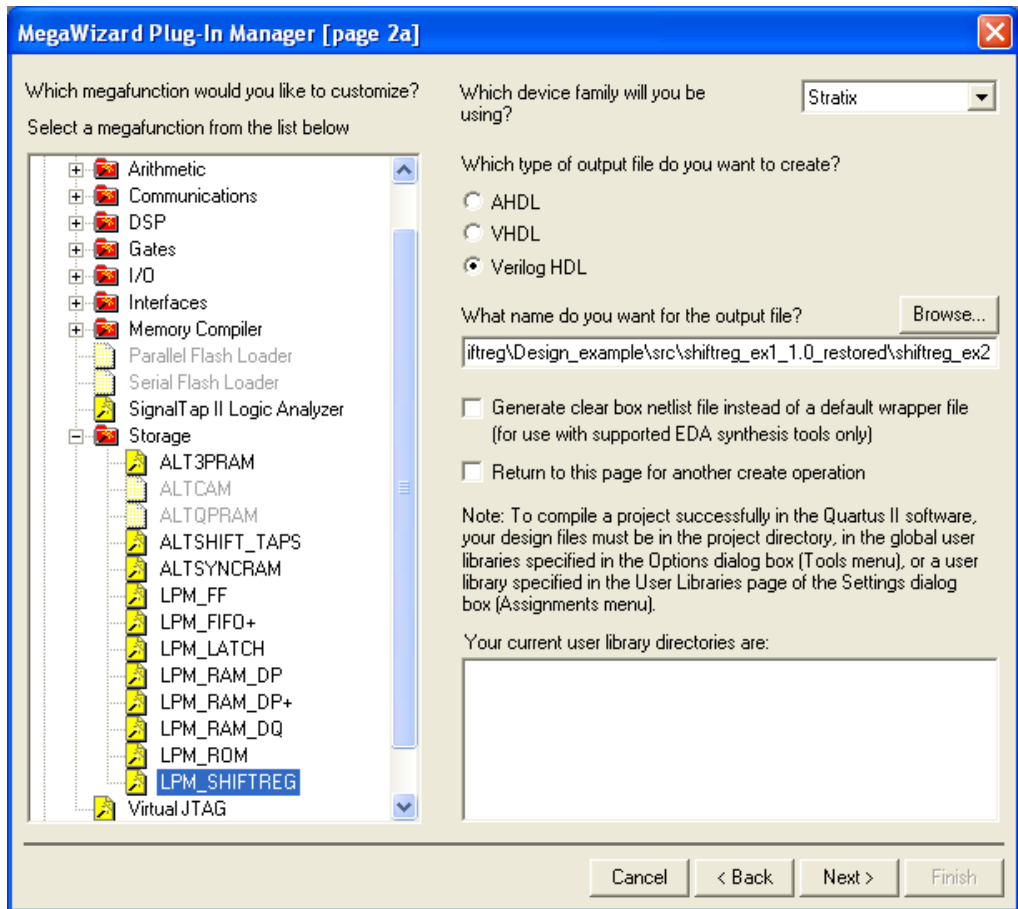 MegaWizard Plug-In Manager [page 2a]
Which megafunction would you like to customize?
Select a megafunction from the list below
Arithmetic
Communications
DSP
Gates
I/O
Interfaces
Memory Compiler
Parallel Flash Loader
Serial Flash Loader
SignalTap II Logic Analyzer
Storage
ALT3PRAM
ALTCAM
ALTQPRAM
ALTSHIFT_TAPS
ALTSYNCRAM
LPM_FF
LPM_FIFO+
LPM_LATCH
LPM_RAM_DP
LPM_RAM_DP+
LPM_RAM_DQ
LPM_ROM
LPM_SHIFTREG
Virtual JTAG
Which device family will you be
using?
Stratix
Which type of output file do you want to create?
AHDL
VHDL
Verilog HDL
What name do you want for the output file?
Browse...
iftreg\Design_example\src\shiftreg_ex1_1.0_restored\shiftreg_ex2
Generate clear box netlist file instead of a default wrapper file
(for use with supported EDA synthesis tools only)
Return to this page for another create operation
Note: To compile a project successfully in the Quartus II software,
your design files must be in the project directory, in the global user
libraries specified in the Options dialog box (Tools menu), or a user
library specified in the User Libraries page of the Settings dialog
box (Assignments menu).
Your current user library directories are:
Cancel
< Back
Next >
Finish